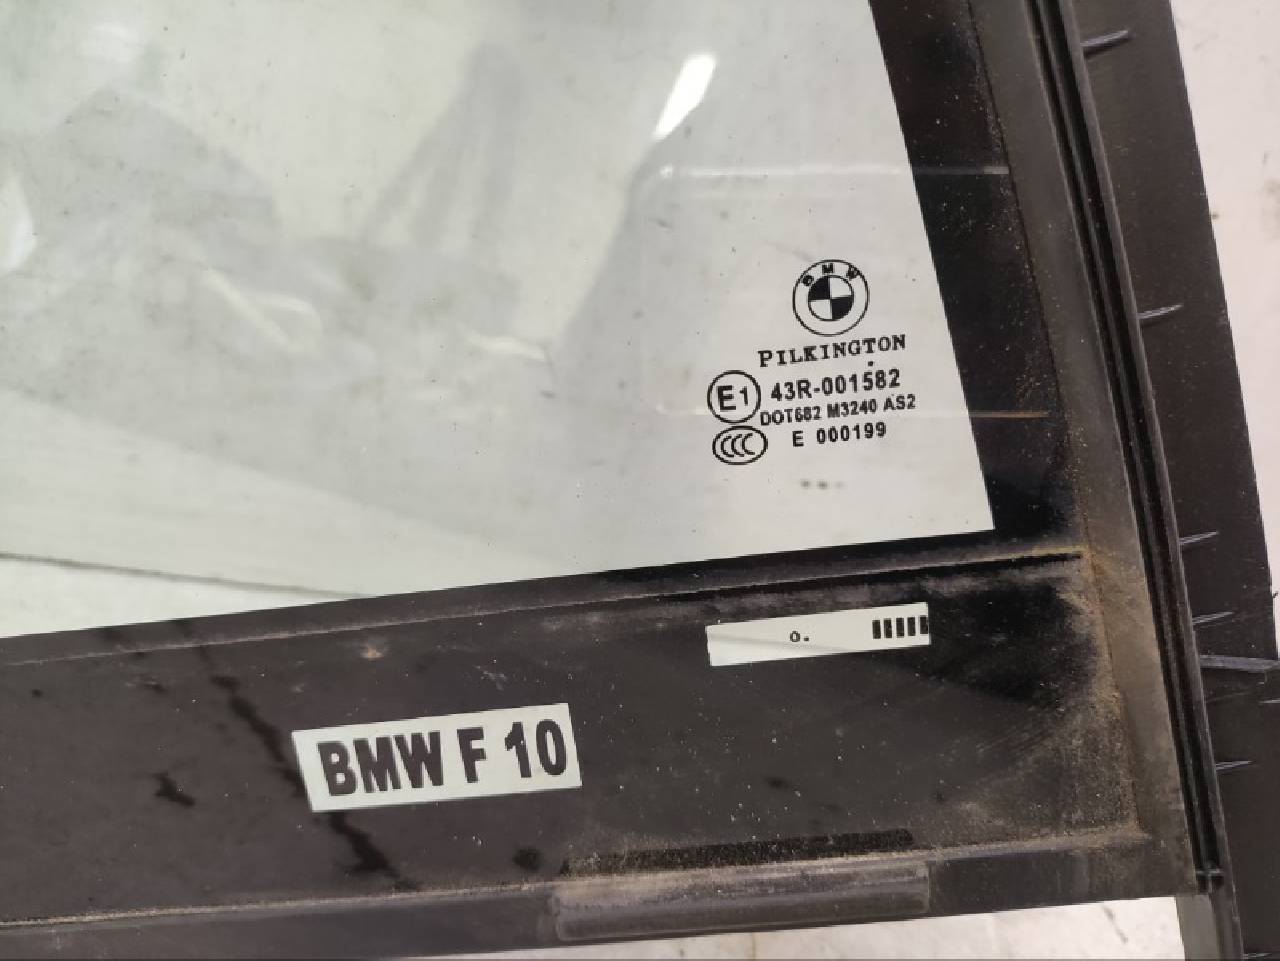 BMW
PILKINGTON
E1 43R-001582
DOT682 M3240 AS2
CCC E 000199
o.
BMW F 10